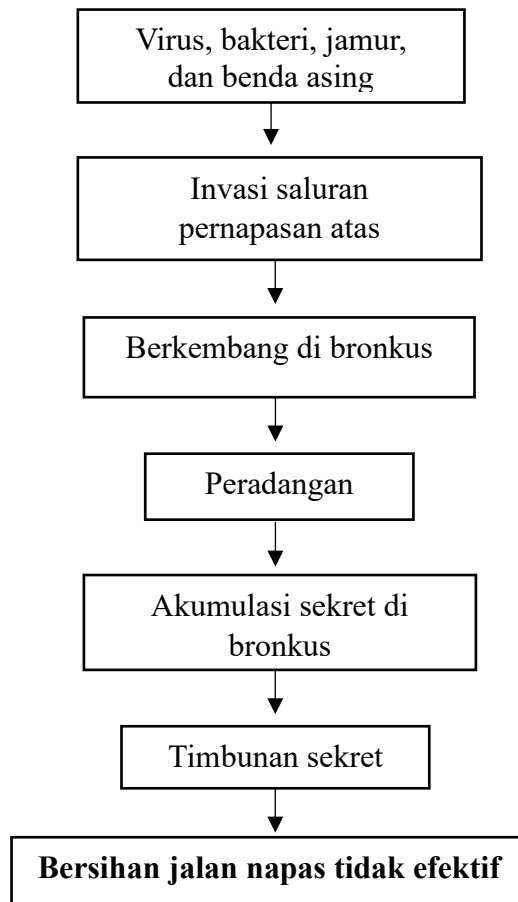 Virus, bakteri, jamur,
dan benda asing
Invasi saluran
pernapasan atas
Berkembang di bronkus
Peradangan
Akumulasi sekret di
bronkus
Timbunan sekret
Bersihan jalan napas tidak efektif